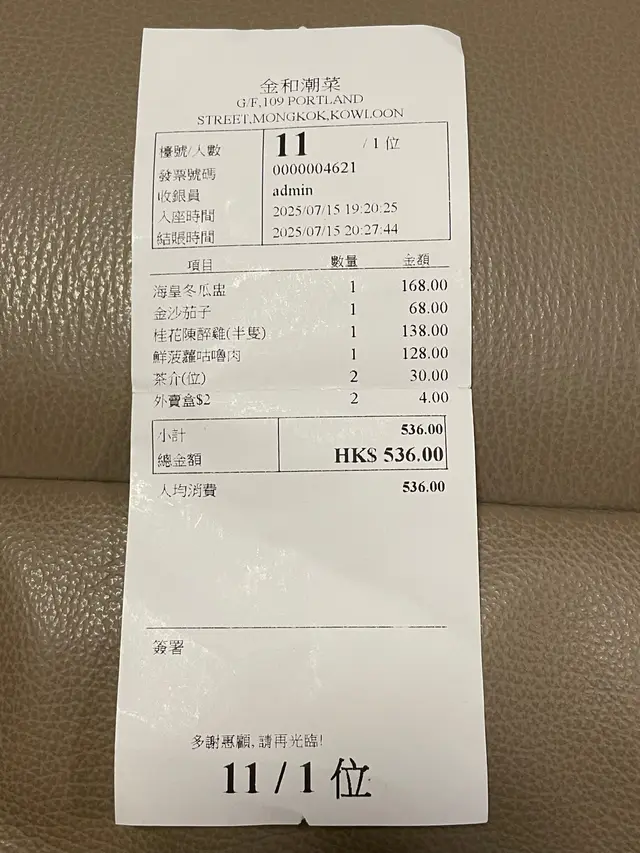 金和潮菜
G/F,109 PORTLAND
STREET,MONGKOK,KOWLOON
檯號/人數 11 / 1 位
發票號碼 0000004621
收銀員 admin
入座時間 2025/07/15 19:20:25
結賬時間 2025/07/15 20:27:44
項目 數量 金額
海皇冬瓜盅 1 168.00
金沙茄子 1 68.00
桂花陳醉雞(半隻) 1 138.00
鮮菠蘿咕嚕肉 1 128.00
茶介(位) 2 30.00
外賣盒$2 2 4.00
小計 536.00
總金額 HK$ 536.00
人均消費 536.00
簽署
多謝惠顧,請再光臨!
11 / 1 位